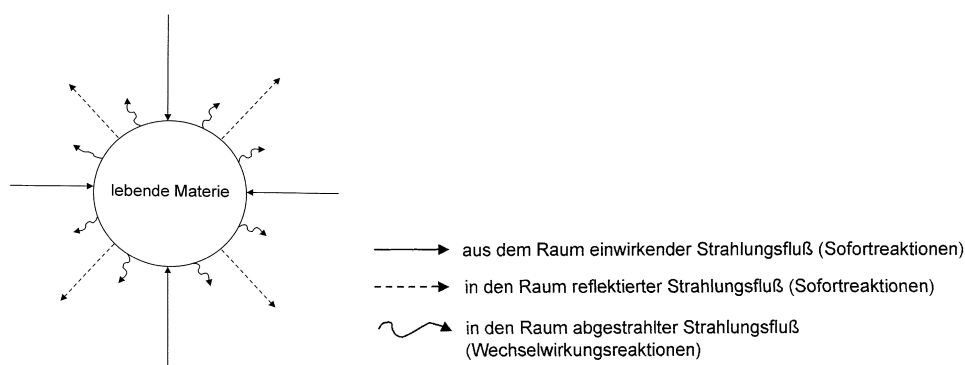 lebende Materie
aus dem Raum einwirkender Strahlungsfluß (Sofortreaktionen)
in den Raum reflektierter Strahlungsfluß (Sofortreaktionen)
in den Raum abgestrahlter Strahlungsfluß
(Wechselwirkungsreaktionen)